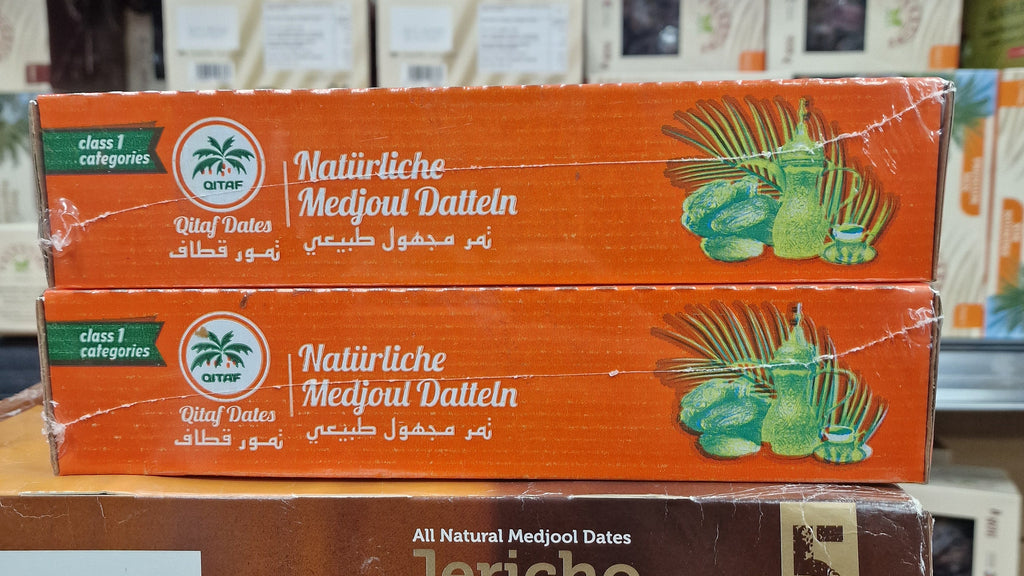 class 1
categories
QITAF
Qitaf Dates
تمور قطاف
Natürliche
Medjoul Datteln
تمر مجهول طبيعي
class 1
categories
QITAF
Qitaf Dates
تمور قطاف
Natürliche
Medjoul Datteln
تمر مجهول طبيعي
All Natural Medjool Dates
Jericho